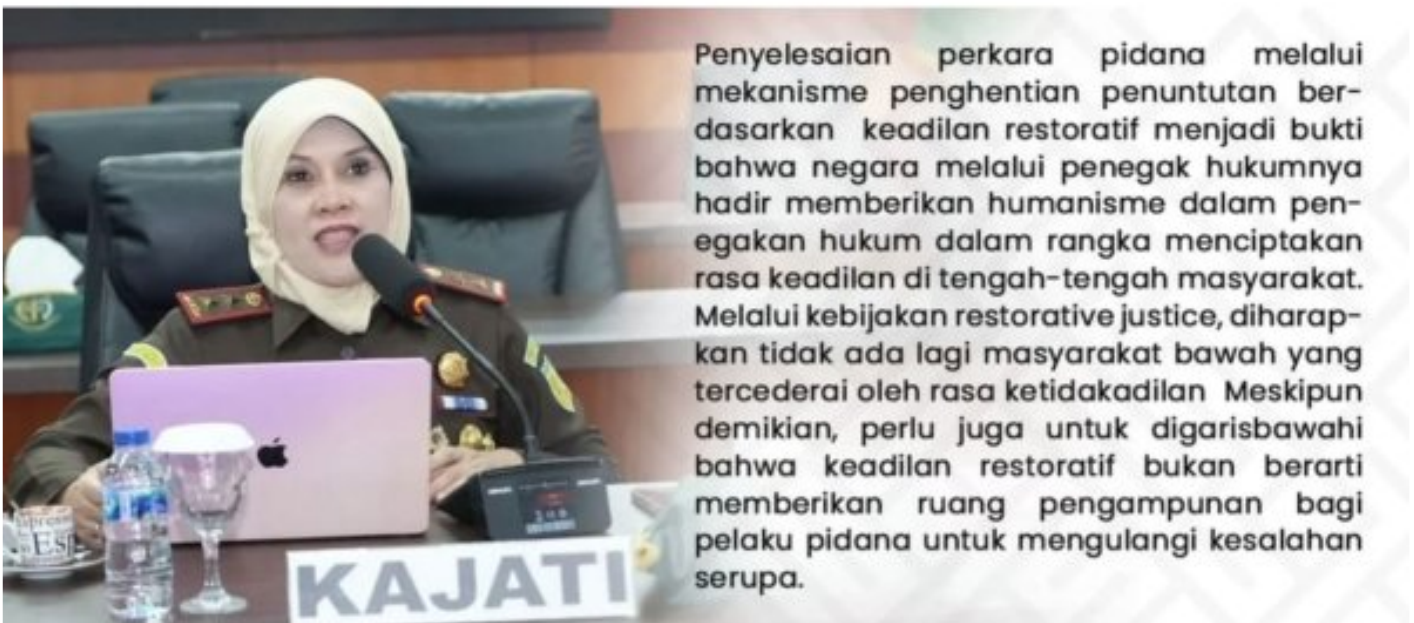 Penyelesaian perkara pidana melalui
mekanisme penghentian penuntutan ber-
dasarkan keadilan restoratif menjadi bukti
bahwa negara melalui penegak hukumnya
hadir memberikan humanisme dalam pen-
egakan hukum dalam rangka menciptakan
rasa keadilan di tengah-tengah masyarakat.
Melalui kebijakan restorative justice, diharap-
kan tidak ada lagi masyarakat bawah yang
tercederai oleh rasa ketidakadilan Meskipun
demikian, perlu juga untuk digarisbawahi
bahwa keadilan restoratif bukan berarti
memberikan ruang pengampunan bagi
pelaku pidana untuk mengulangi kesalahan
serupa.
KAJATI